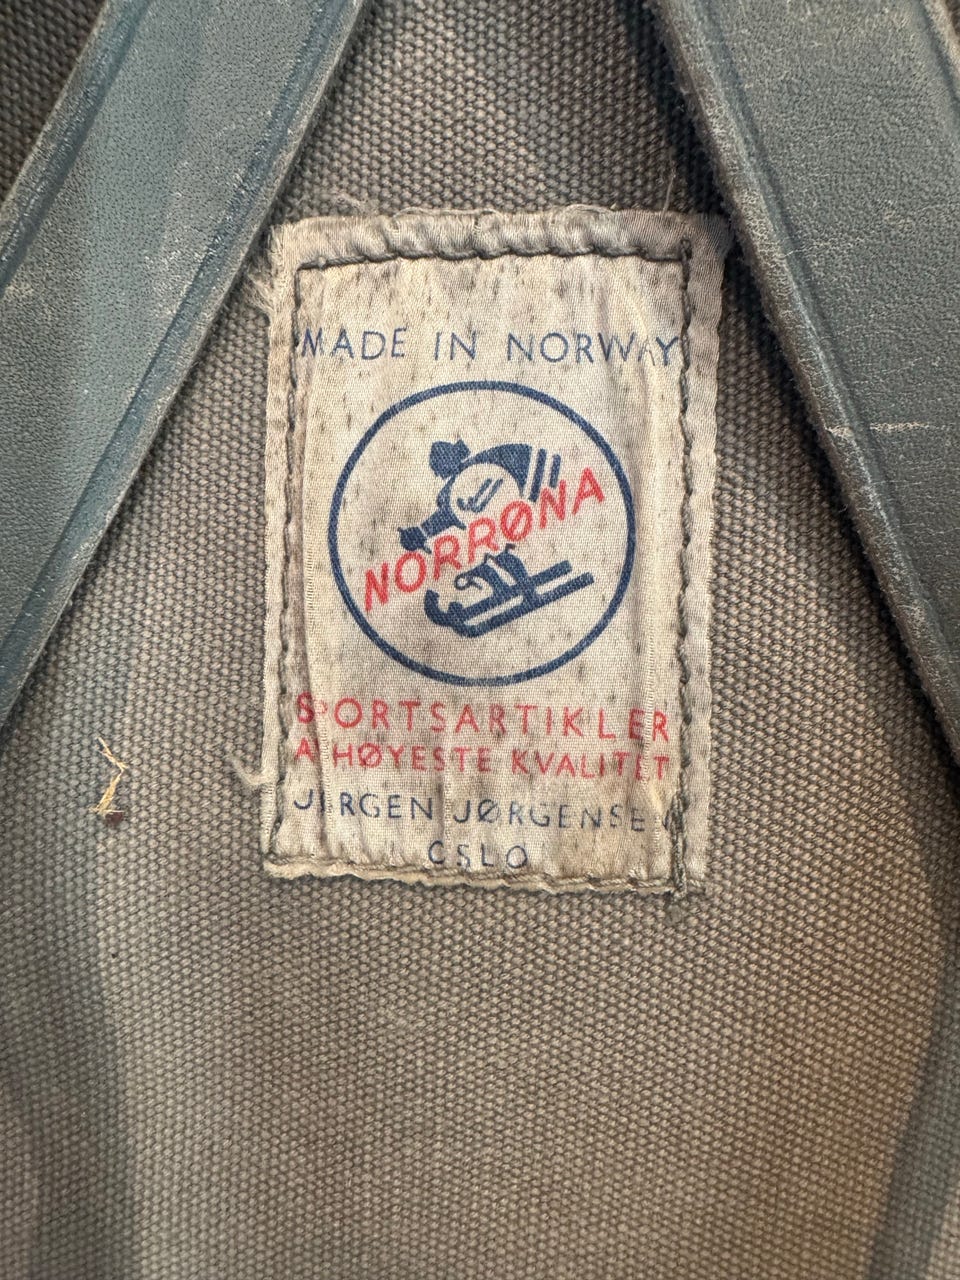 MADE IN NORWAY
NORRØNA
SPORTSARTIKLER
AV HØYESTE KVALITET
JØRGEN JØRGENSEN
OSLO